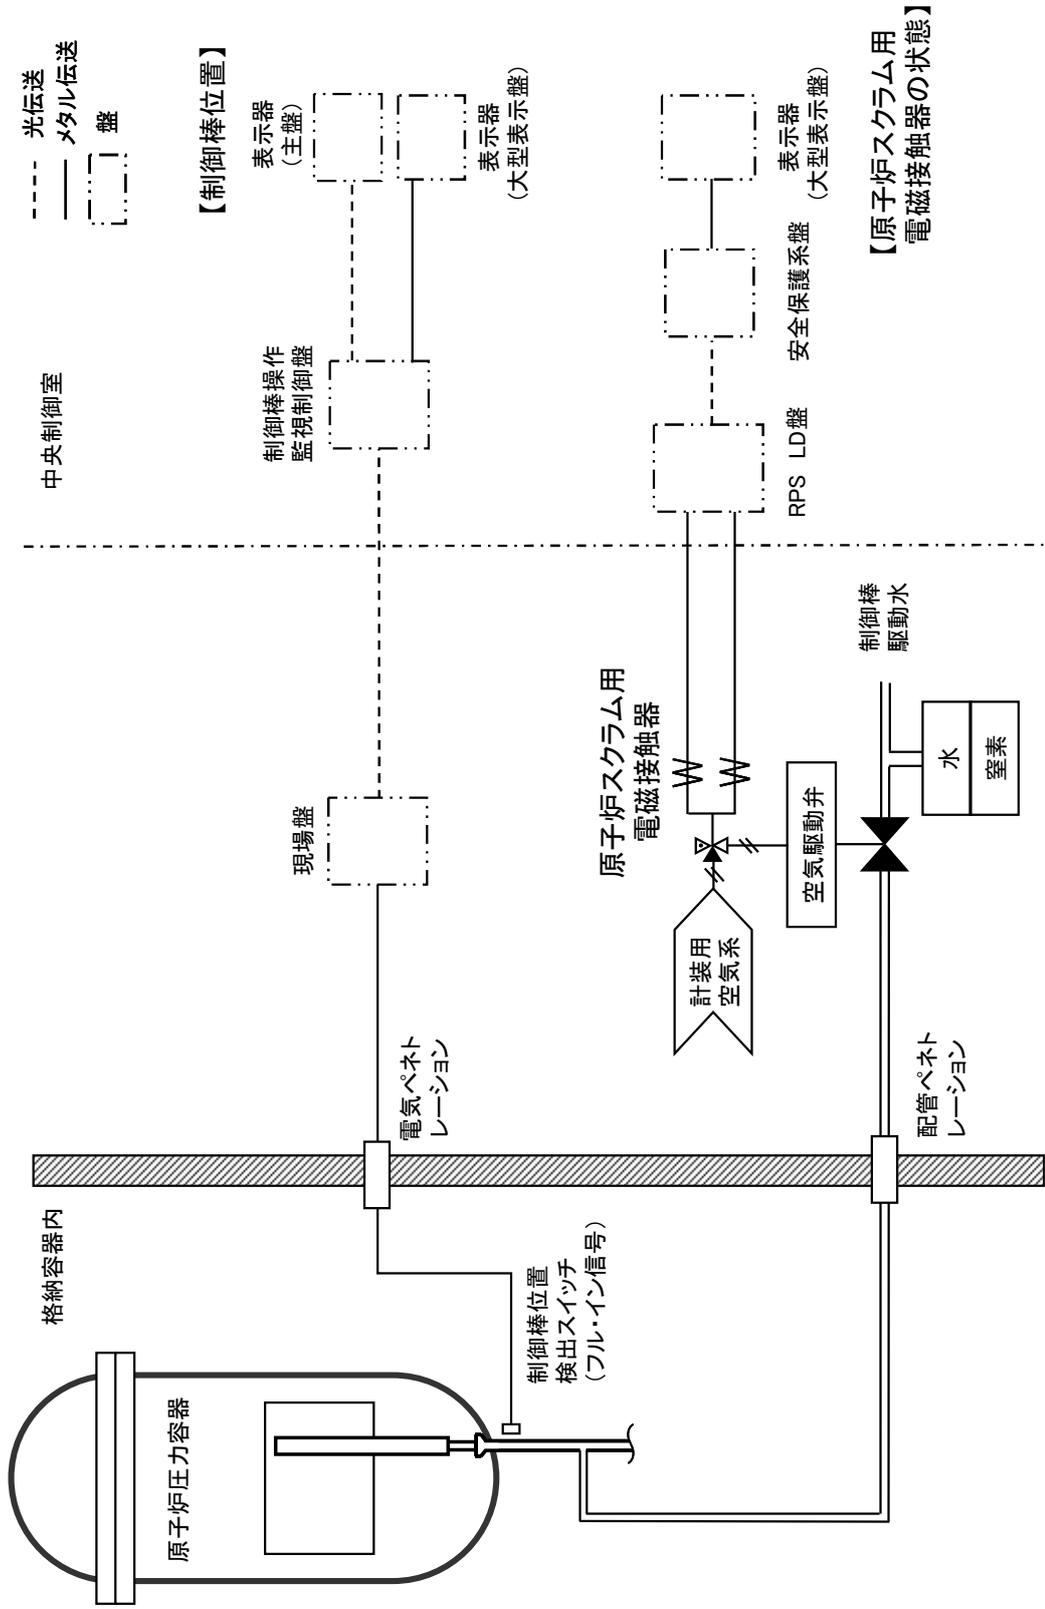 格納容器内
中央制御室
光伝送
メタル伝送
盤
原子炉圧力容器
制御棒位置
検出スイッチ
(フル・イン信号)
電気ペネト
レーション
現場盤
制御棒操作
監視制御盤
【制御棒位置】
表示器
(主盤)
表示器
(大型表示盤)
原子炉スクラム用
電磁接触器
計装用
空気系
空気駆動弁
RPS LD盤
安全保護系盤
表示器
(大型表示盤)
【原子炉スクラム用
電磁接触器の状態】
配管ペネト
レーション
制御棒
駆動水
水
窒素